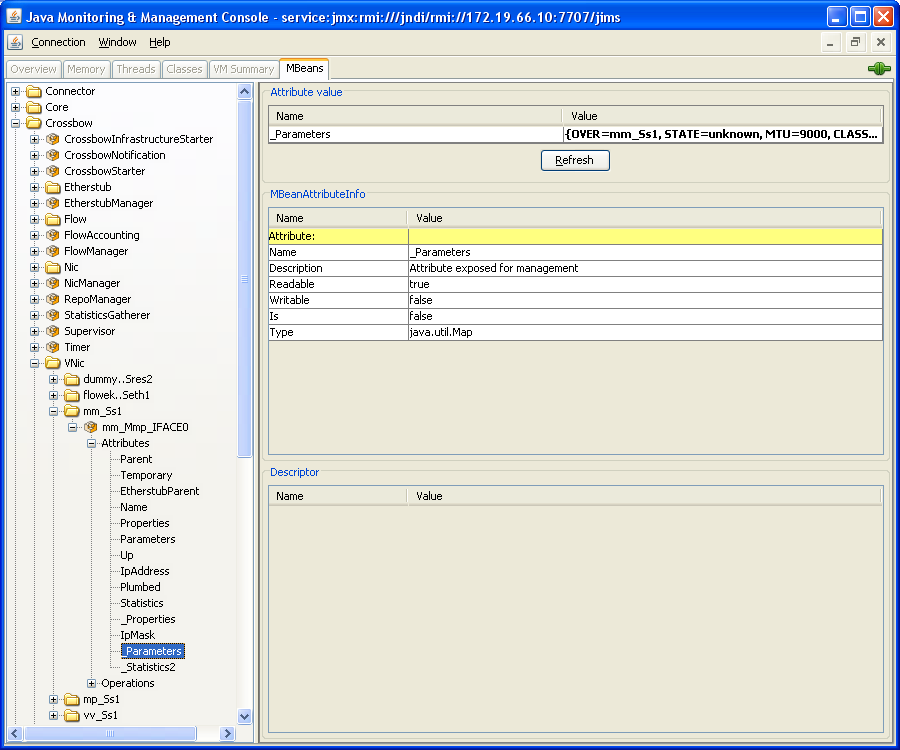 Java Monitoring & Management Console - service:jmx:rmi:///jndi/rmi://172.19.66.10:7707/jims
Connection Window Help
Overview Memory Threads Classes VM Summary MBeans
Connector
Core
Crossbow
CrossbowInfrastructureStarter
CrossbowNotification
CrossbowStarter
Etherstub
EtherstubManager
Flow
FlowAccounting
FlowManager
Nic
NicManager
RepoManager
StatisticsGatherer
Supervisor
Timer
VNic
dummy..Sres2
flowek..Seth1
mm_Ss1
mm_Mmp_IFACE0
Attributes
Parent
Temporary
EtherstubParent
Name
Properties
Parameters
Up
IpAddress
Plumbed
Statistics
_Properties
IpMask
_Parameters
_Statistics2
Operations
mp_Ss1
vv_Ss1
Attribute value
Name Value
_Parameters {OVER=mm_Ss1, STATE=unknown, MTU=9000, CLASS...
Refresh
MBeanAttributeInfo
Name Value
Attribute:
Name _Parameters
Description Attribute exposed for management
Readable true
Writable false
Is false
Type java.util.Map
Descriptor
Name Value